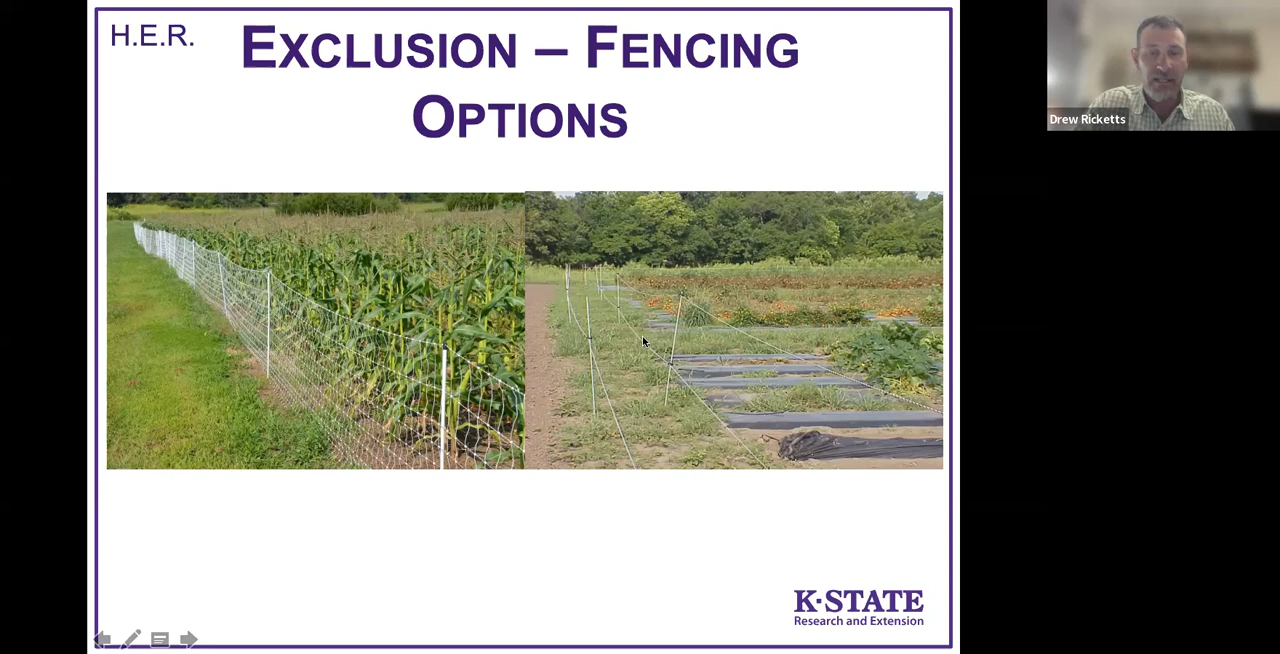 H.E.R.
EXCLUSION – FENCING
OPTIONS
Drew Ricketts
K·STATE
Research and Extension